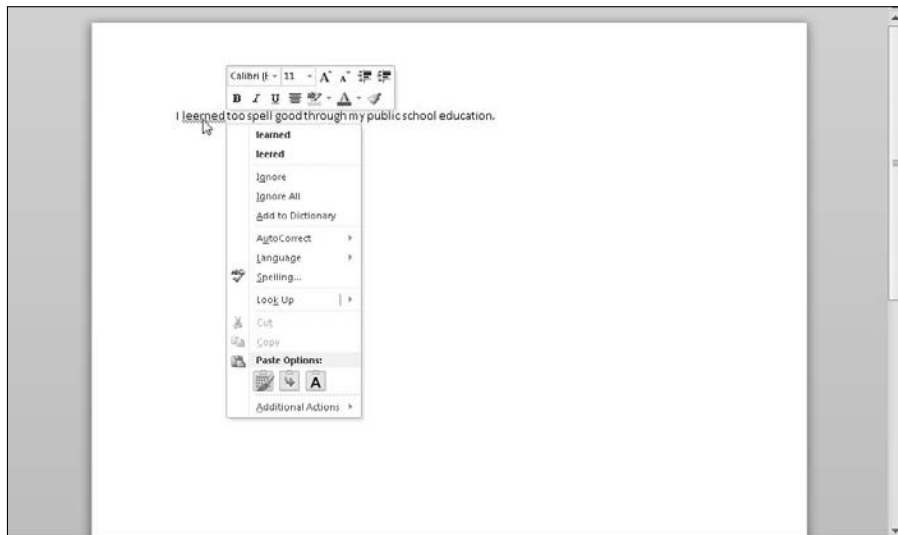 Calibri (E 11 A A
B I U A
I leerned too spell good through my public school education.
learned
leered
Ignore
Ignore All
Add to Dictionary
AutoCorrect
Language
Spelling...
Look Up
Cut
Copy
Paste Options:
A
Additional Actions